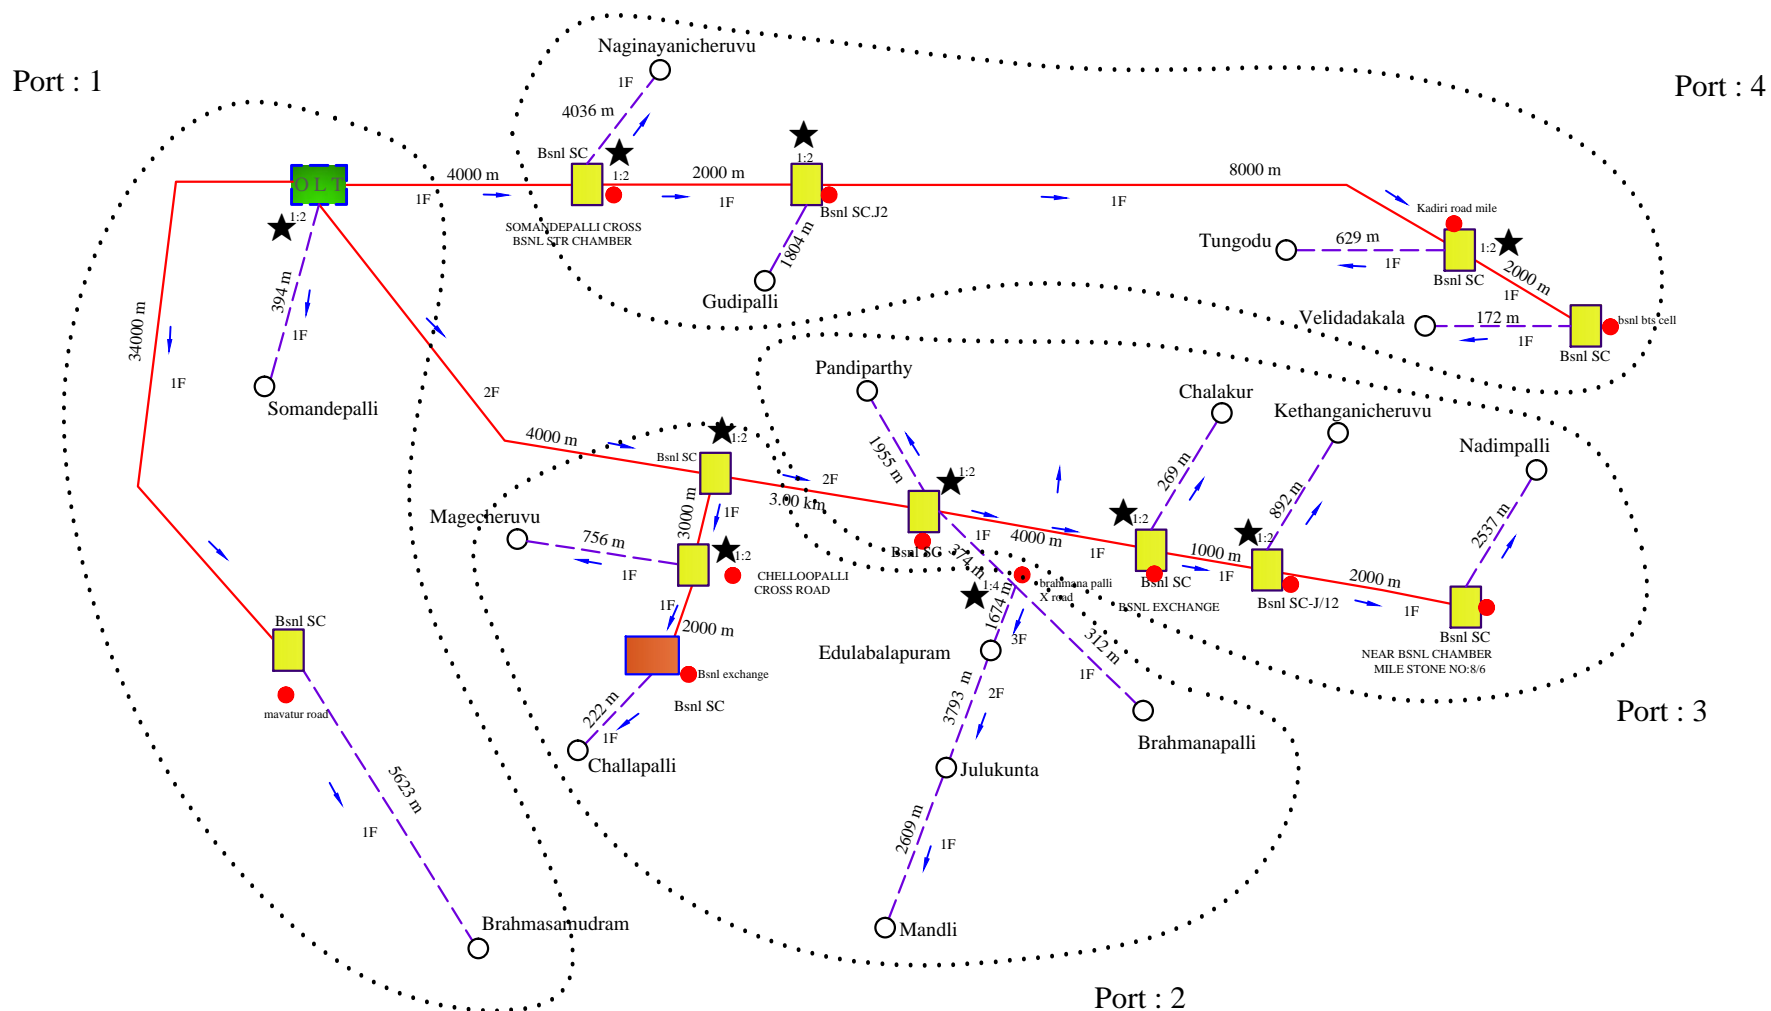 Port : 1
Naginayanicheruvu
1F
4036 m
Port : 4
Bsnl SC
1:2
1:2
OLT
4000 m
1F
2000 m
1F
8000 m
1F
1:2
SOMANDEPALLI CROSS
BSNL STR CHAMBER
Bsnl SC.J2
1804 m
Gudipalli
Kadiri road mile
Tungodu
629 m
1F
1:2
Bsnl SC
2000 m
1F
Velidadakala
172 m
1F
bsnl bts cell
Bsnl SC
394 m
1F
34000 m
1F
Somandepalli
2F
4000 m
Pandiparthy
1955 m
Chalakur
269 m
Kethanganicheruvu
892 m
Nadimpalli
2537 m
1:2
Bsnl SC
2F
3.00 km
1:2
Bsnl SC
3000 m
1F
Magecheruvu
756 m
1F
1:2
CHELLOOPALLI
CROSS ROAD
1F
2000 m
Bsnl exchange
Bsnl SC
222 m
1F
Challapalli
1F
4000 m
1F
374 m
1:4
brahmana palli
X road
1:2
Bsnl SC
BSNL EXCHANGE
1000 m
1F
1:2
Bsnl SC-J/12
2000 m
1F
Bsnl SC
NEAR BSNL CHAMBER
MILE STONE NO:8/6
1674 m
3F
312 m
1F
Edulabalapuram
3793 m
2F
Brahmanapalli
Port : 3
Julukunta
2609 m
1F
Mandli
Bsnl SC
mavatur road
5623 m
1F
Brahmasamudram
Port : 2